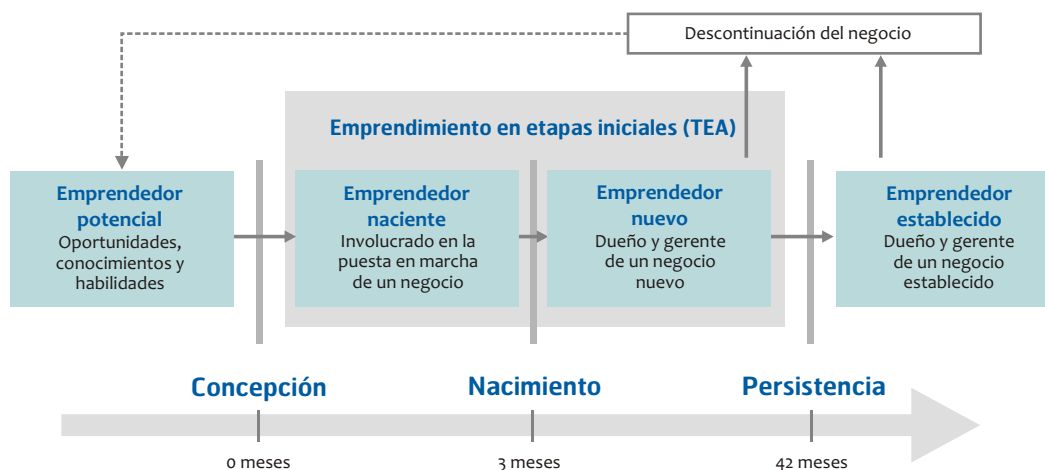 Descontinuación del negocio
Emprendimiento en etapas iniciales (TEA)
Emprendedor
potencial
Oportunidades,
conocimientos y
habilidades
Emprendedor
naciente
Involucrado en la
puesta en marcha
de un negocio
Emprendedor
nuevo
Dueño y gerente
de un negocio
nuevo
Emprendedor
establecido
Dueño y gerente
de un negocio
establecido
Concepción
Nacimiento
Persistencia
0 meses
3 meses
42 meses